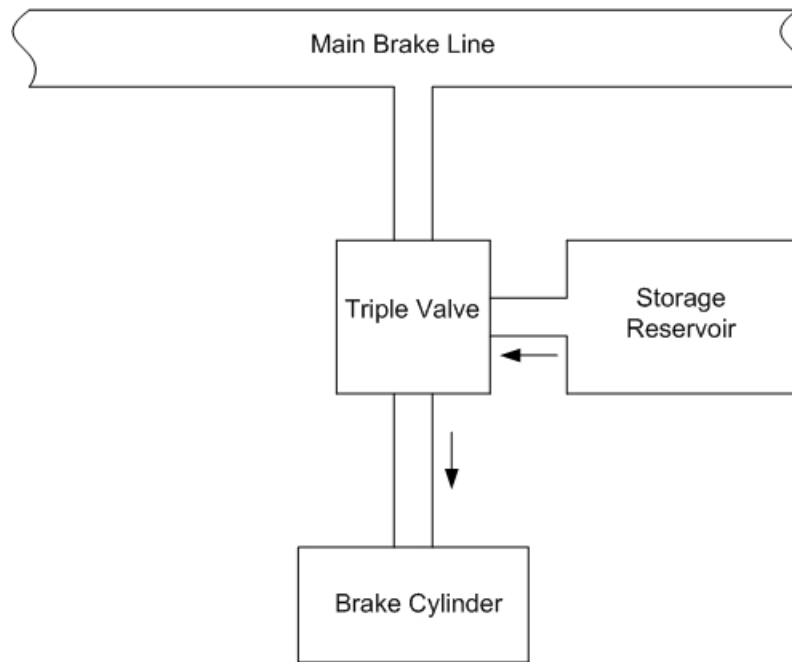 Main Brake Line
Triple Valve
Storage
Reservoir
Brake Cylinder